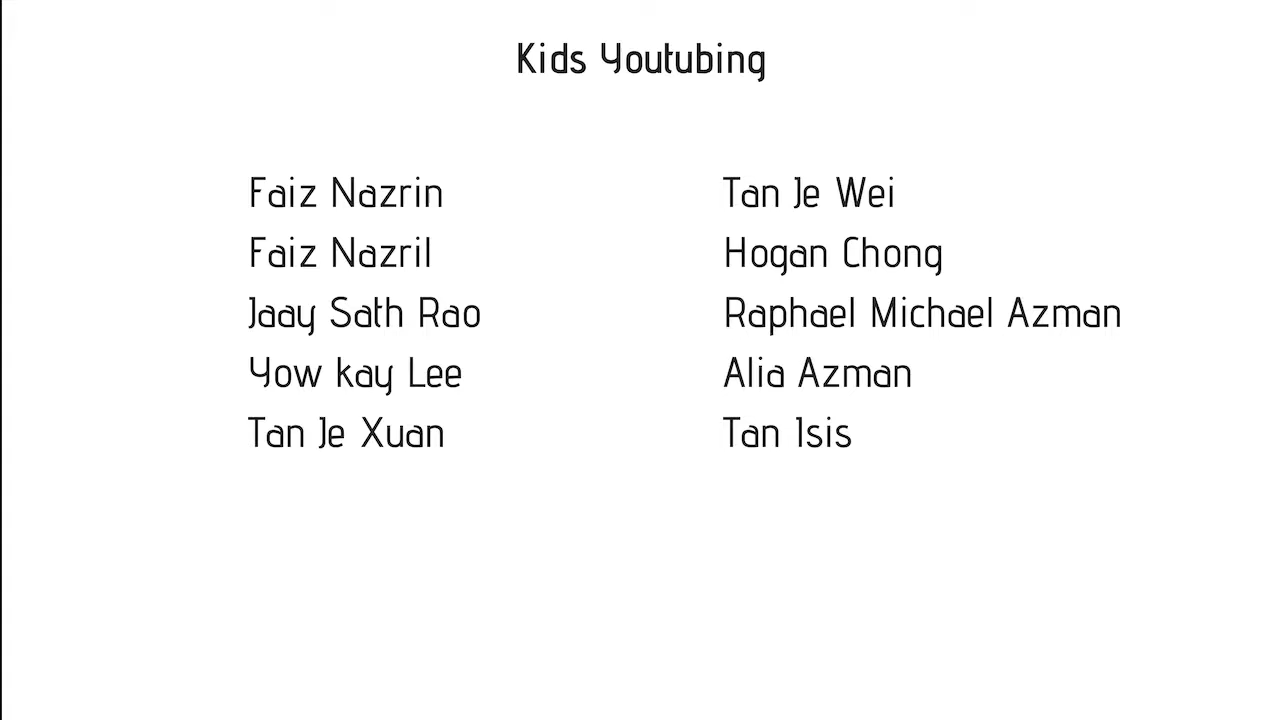 Kids Youtubing
Faiz Nazrin
Faiz Nazril
Jaay Sath Rao
Yow kay Lee
Tan Je Xuan
Tan Je Wei
Hogan Chong
Raphael Michael Azman
Alia Azman
Tan Isis